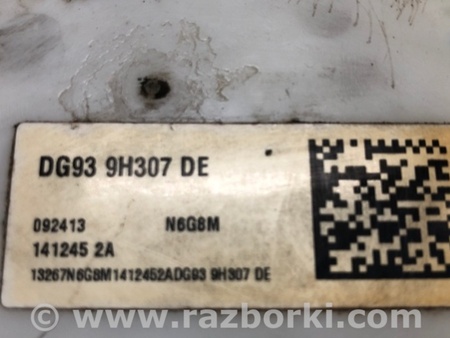 DG93 9H307 DE
092413 N6G8M
141245 2A
13267N6G8M1412452ADG93 9H307 DE
www.razborki.com